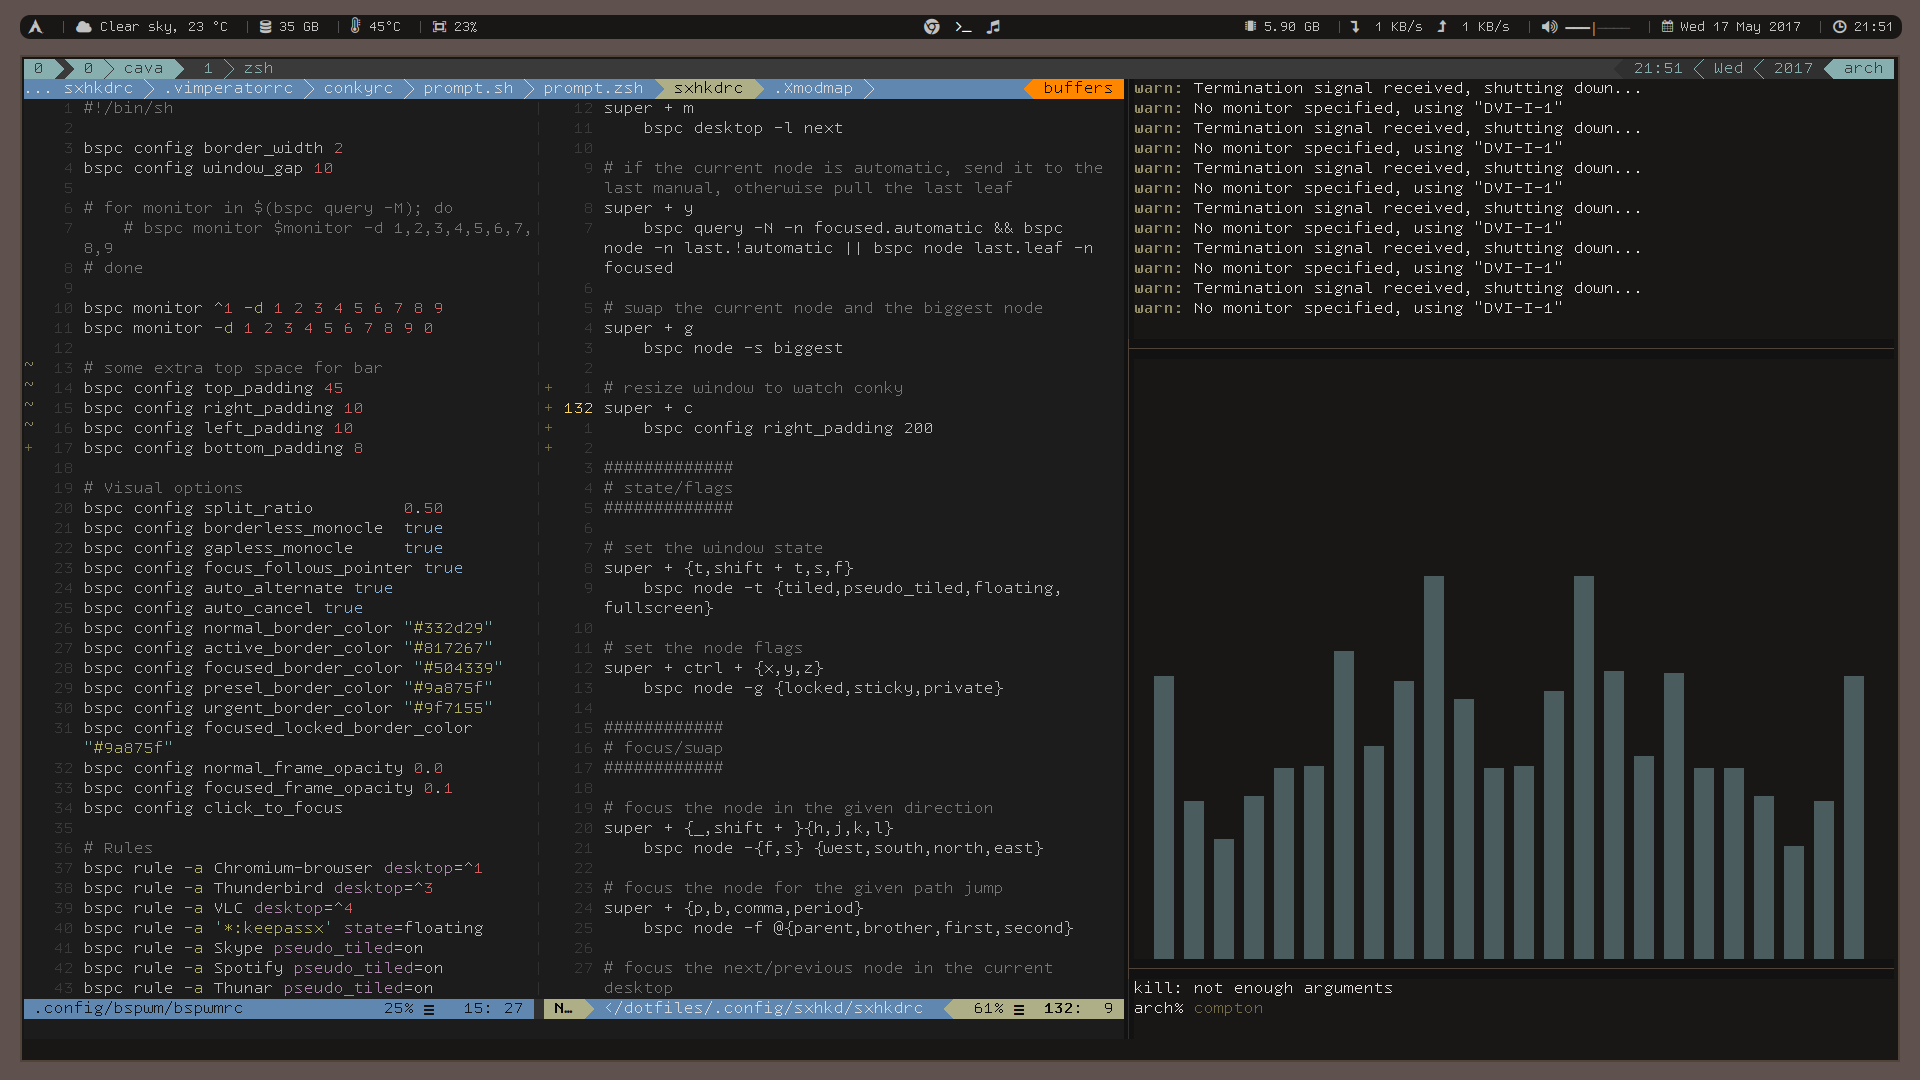 Clear sky, 23 °C | 35 GB | 45°C | 23%
5.90 GB | 1 KB/s 1 KB/s | Wed 17 May 2017 | 21:51
0 0 cava 1 zsh
21:51 Wed 2017 arch
... sxhkdrc .vimperatorrc conkyrc prompt.sh prompt.zsh sxhkdrc .Xmodmap buffers
1 #!/bin/sh
2
3 bspc config border_width 2
4 bspc config window_gap 10
5
6 # for monitor in $(bspc query -M); do
7     # bspc monitor $monitor -d 1,2,3,4,5,6,7,
8,9
8 # done
9
10 bspc monitor ^1 -d 1 2 3 4 5 6 7 8 9
11 bspc monitor -d 1 2 3 4 5 6 7 8 9 0
12
~ 13 # some extra top space for bar
~ 14 bspc config top_padding 45
~ 15 bspc config right_padding 10
~ 16 bspc config left_padding 10
+ 17 bspc config bottom_padding 8
18
19 # Visual options
20 bspc config split_ratio         0.50
21 bspc config borderless_monocle  true
22 bspc config gapless_monocle     true
23 bspc config focus_follows_pointer true
24 bspc config auto_alternate true
25 bspc config auto_cancel true
26 bspc config normal_border_color "#332d29"
27 bspc config active_border_color "#817267"
28 bspc config focused_border_color "#504339"
29 bspc config presel_border_color "#9a875f"
30 bspc config urgent_border_color "#9f7155"
31 bspc config focused_locked_border_color
"#9a875f"
32 bspc config normal_frame_opacity 0.0
33 bspc config focused_frame_opacity 0.1
34 bspc config click_to_focus
35
36 # Rules
37 bspc rule -a Chromium-browser desktop=^1
38 bspc rule -a Thunderbird desktop=^3
39 bspc rule -a VLC desktop=^4
40 bspc rule -a '*:keepassx' state=floating
41 bspc rule -a Skype pseudo_tiled=on
42 bspc rule -a Spotify pseudo_tiled=on
43 bspc rule -a Thunar pseudo_tiled=on
.config/bspwm/bspwmrc 25% ☰ 15: 27
12 super + m
11     bspc desktop -l next
10
9 # if the current node is automatic, send it to the
last manual, otherwise pull the last leaf
8 super + y
7     bspc query -N -n focused.automatic && bspc
node -n last.!automatic || bspc node last.leaf -n
focused
6
5 # swap the current node and the biggest node
4 super + g
3     bspc node -s biggest
2
+ 1 # resize window to watch conky
+ 132 super + c
+ 1     bspc config right_padding 200
+ 2
3 #############
4 # state/flags
5 #############
6
7 # set the window state
8 super + {t,shift + t,s,f}
9     bspc node -t {tiled,pseudo_tiled,floating,
fullscreen}
10
11 # set the node flags
12 super + ctrl + {x,y,z}
13     bspc node -g {locked,sticky,private}
14
15 ############
16 # focus/swap
17 ############
18
19 # focus the node in the given direction
20 super + {_,shift + }{h,j,k,l}
21     bspc node -{f,s} {west,south,north,east}
22
23 # focus the node for the given path jump
24 super + {p,b,comma,period}
25     bspc node -f @{parent,brother,first,second}
26
27 # focus the next/previous node in the current
desktop
N… </dotfiles/.config/sxhkd/sxhkdrc 61% ☰ 132: 9
warn: Termination signal received, shutting down...
warn: No monitor specified, using "DVI-I-1"
warn: Termination signal received, shutting down...
warn: No monitor specified, using "DVI-I-1"
warn: Termination signal received, shutting down...
warn: No monitor specified, using "DVI-I-1"
warn: Termination signal received, shutting down...
warn: No monitor specified, using "DVI-I-1"
warn: Termination signal received, shutting down...
warn: No monitor specified, using "DVI-I-1"
warn: Termination signal received, shutting down...
warn: No monitor specified, using "DVI-I-1"
kill: not enough arguments
arch% compton